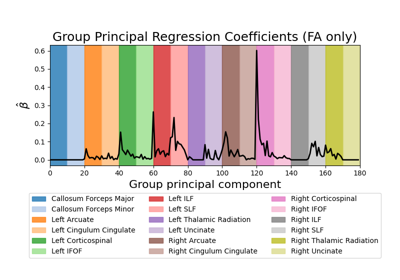 Group Principal Regression Coefficients (FA only)
0.6
0.5
0.4
0.3
0.2
0.1
0.0
β̂
0 20 40 60 80 100 120 140 160 180
Group principal component
Callosum Forceps Major Left ILF Right Corticospinal
Callosum Forceps Minor Left SLF Right IFOF
Left Arcuate Left Thalamic Radiation Right ILF
Left Cingulum Cingulate Left Uncinate Right SLF
Left Corticospinal Right Arcuate Right Thalamic Radiation
Left IFOF Right Cingulum Cingulate Right Uncinate